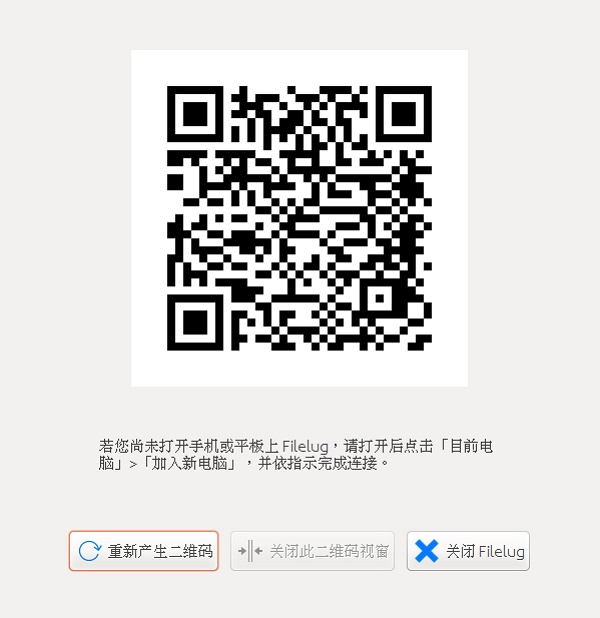 若您尚未打开手机或平板上 Filelug，请打开后点击「目前电
脑」>「加入新电脑」，并依指示完成连接。
重新产生二维码
关闭此二维码视窗
关闭 Filelug